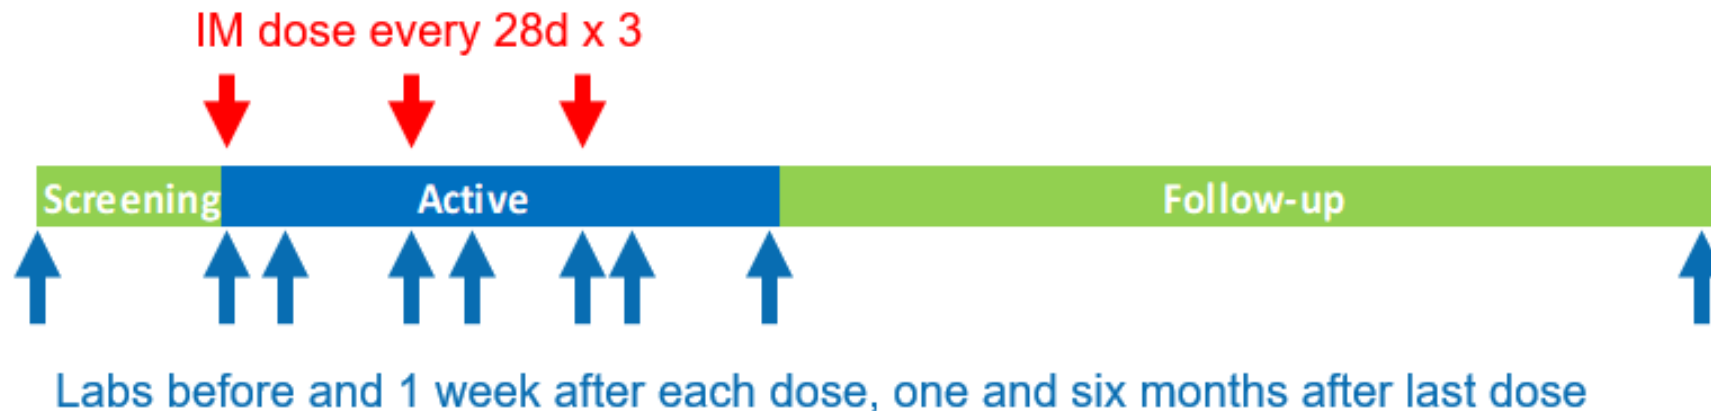 IM dose every 28d x 3
Screening Active Follow-up
Labs before and 1 week after each dose, one and six months after last dose